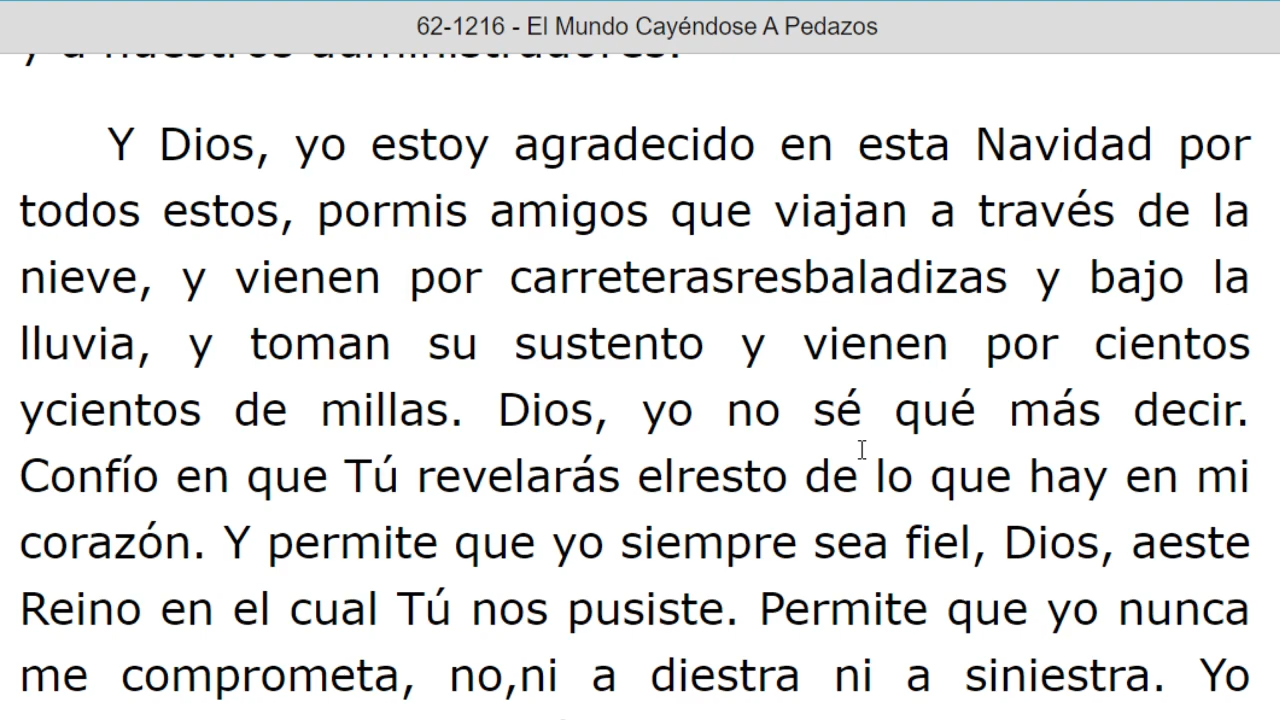 62-1216 - El Mundo Cayéndose A Pedazos
y a nuestros administradores.
Y Dios, yo estoy agradecido en esta Navidad por
todos estos, pormis amigos que viajan a través de la
nieve, y vienen por carreterasresbaladizas y bajo la
lluvia, y toman su sustento y vienen por cientos
ycientos de millas. Dios, yo no sé qué más decir.
Confío en que Tú revelarás elresto de lo que hay en mi
corazón. Y permite que yo siempre sea fiel, Dios, aeste
Reino en el cual Tú nos pusiste. Permite que yo nunca
me comprometa, no,ni a diestra ni a siniestra. Yo